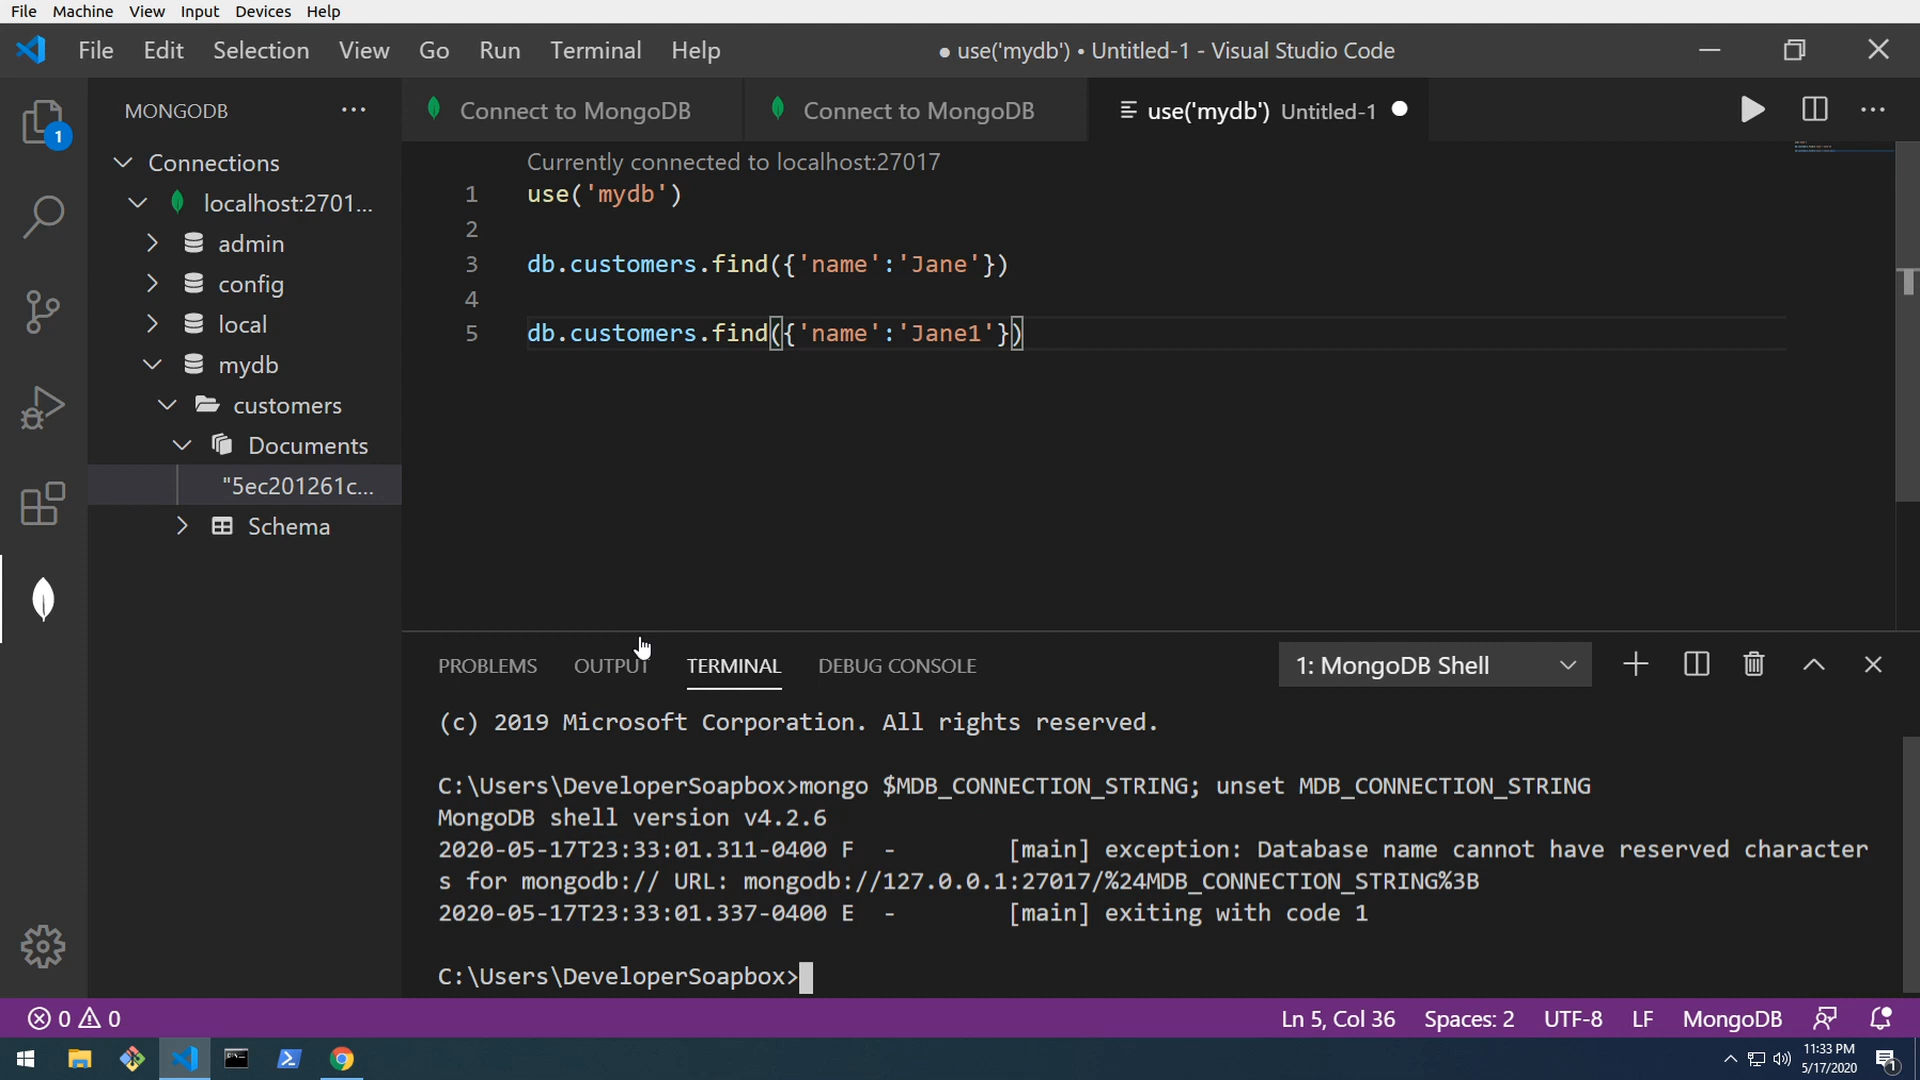 File Machine View Input Devices Help
File Edit Selection View Go Run Terminal Help
● use('mydb') • Untitled-1 - Visual Studio Code
1
MONGODB ···
Connect to MongoDB
Connect to MongoDB
use('mydb') Untitled-1 ●
Connections
localhost:2701...
admin
config
local
mydb
customers
Documents
"5ec201261c...
Schema
Currently connected to localhost:27017
1 use('mydb')
2
3 db.customers.find({'name':'Jane'})
4
5 db.customers.find({'name':'Jane1'})
PROBLEMS OUTPUT TERMINAL DEBUG CONSOLE
1: MongoDB Shell
(c) 2019 Microsoft Corporation. All rights reserved.
C:\Users\DeveloperSoapbox>mongo $MDB_CONNECTION_STRING; unset MDB_CONNECTION_STRING
MongoDB shell version v4.2.6
2020-05-17T23:33:01.311-0400 F - [main] exception: Database name cannot have reserved character
s for mongodb:// URL: mongodb://127.0.0.1:27017/%24MDB_CONNECTION_STRING%3B
2020-05-17T23:33:01.337-0400 E - [main] exiting with code 1
C:\Users\DeveloperSoapbox>
0 0
Ln 5, Col 36 Spaces: 2 UTF-8 LF MongoDB
11:33 PM
5/17/2020
1